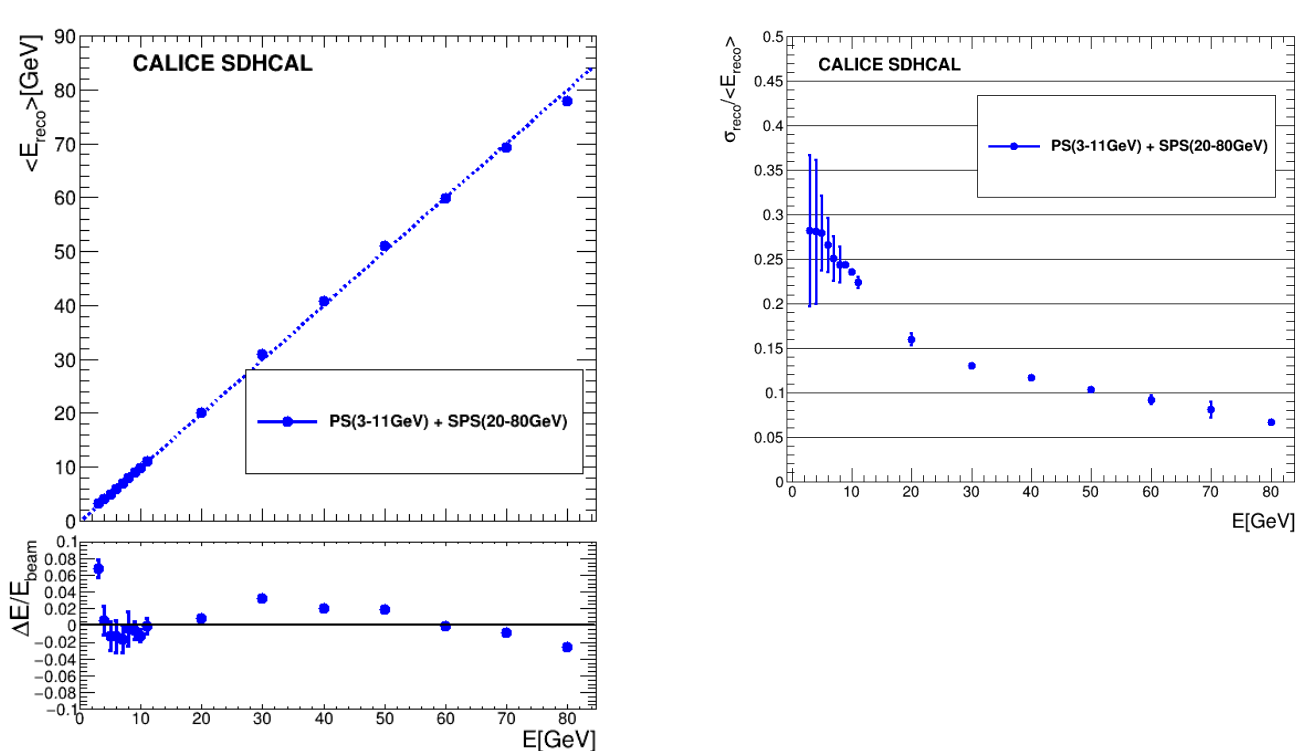 CALICE SDHCAL
<E_reco>[GeV]
90
80
70
60
50
40
30
20
10
0
PS(3-11GeV) + SPS(20-80GeV)
ΔE/E_beam
0.1
0.08
0.06
0.04
0.02
0
−0.02
−0.04
−0.06
−0.08
−0.1
0 10 20 30 40 50 60 70 80
E[GeV]
CALICE SDHCAL
σ_reco/<E_reco>
0.5
0.45
0.4
0.35
0.3
0.25
0.2
0.15
0.1
0.05
0
PS(3-11GeV) + SPS(20-80GeV)
0 10 20 30 40 50 60 70 80
E[GeV]